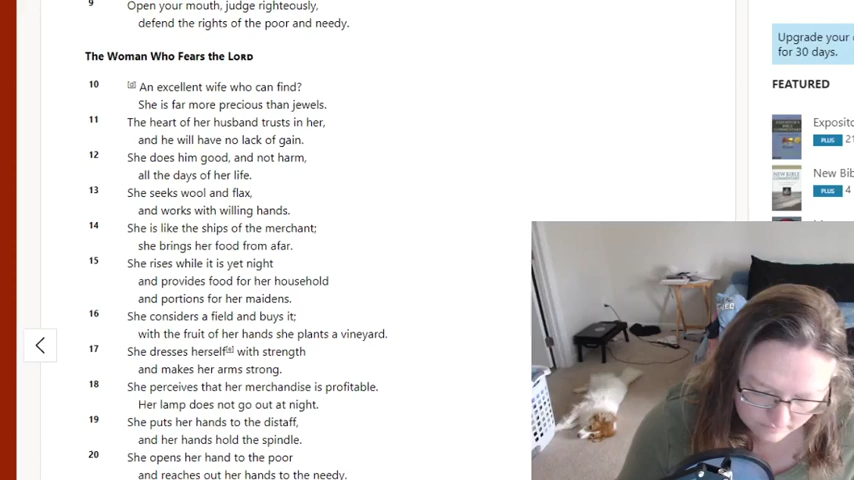 9 Open your mouth, judge righteously,
defend the rights of the poor and needy.
The Woman Who Fears the LORD
10 [d] An excellent wife who can find?
She is far more precious than jewels.
11 The heart of her husband trusts in her,
and he will have no lack of gain.
12 She does him good, and not harm,
all the days of her life.
13 She seeks wool and flax,
and works with willing hands.
14 She is like the ships of the merchant;
she brings her food from afar.
15 She rises while it is yet night
and provides food for her household
and portions for her maidens.
16 She considers a field and buys it;
with the fruit of her hands she plants a vineyard.
17 She dresses herself[e] with strength
and makes her arms strong.
18 She perceives that her merchandise is profitable.
Her lamp does not go out at night.
19 She puts her hands to the distaff,
and her hands hold the spindle.
20 She opens her hand to the poor
and reaches out her hands to the needy.
Upgrade your
for 30 days.
FEATURED
Exposito
PLUS 2
New Bib
PLUS 4